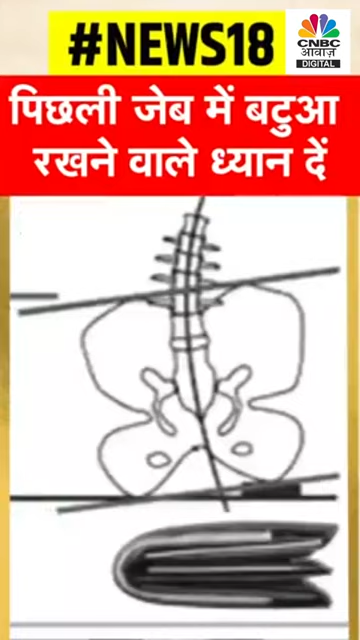 #NEWS18
CNBC
आवाज़
DIGITAL
पिछली जेब में बटुआ
रखने वाले ध्यान दें